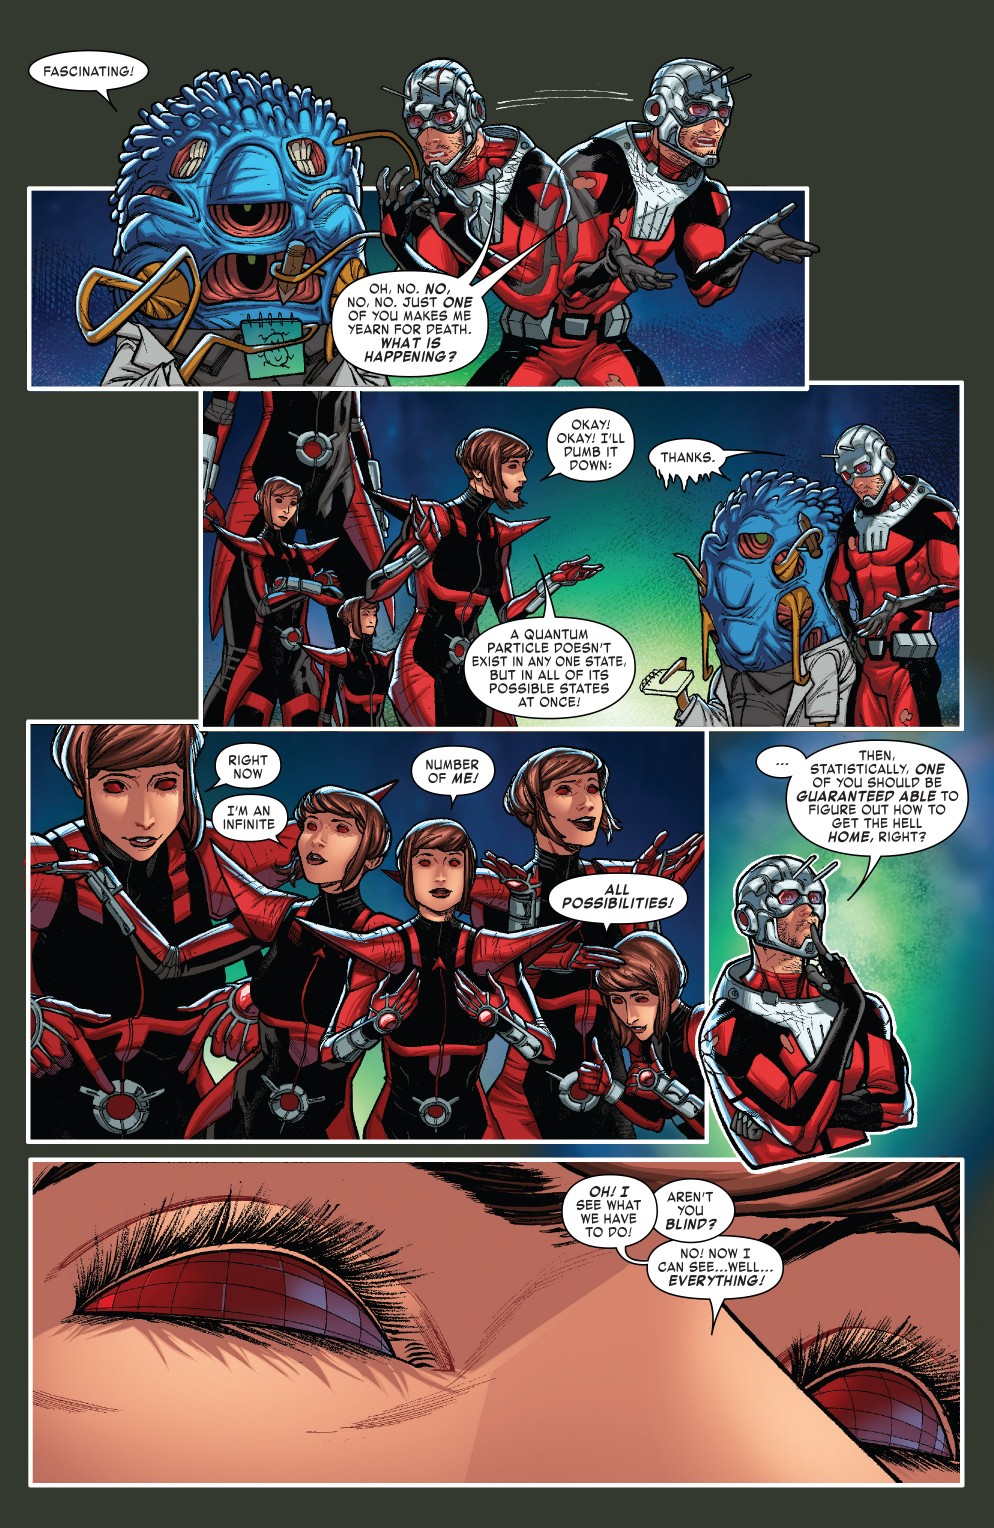 FASCINATING!
OH, NO. NO,
NO, NO. JUST ONE
OF YOU MAKES ME
YEARN FOR DEATH.
WHAT IS
HAPPENING?
OKAY!
OKAY! I'LL
DUMB IT
DOWN:
THANKS.
A QUANTUM
PARTICLE DOESN'T
EXIST IN ANY ONE STATE,
BUT IN ALL OF ITS
POSSIBLE STATES
AT ONCE!
RIGHT
NOW
I'M AN
INFINITE
NUMBER
OF ME!
ALL
POSSIBILITIES!
...
THEN,
STATISTICALLY, ONE
OF YOU SHOULD BE
GUARANTEED ABLE TO
FIGURE OUT HOW TO
GET THE HELL
HOME, RIGHT?
OH! I
SEE WHAT
WE HAVE
TO DO!
AREN'T
YOU
BLIND?
NO! NOW I
CAN SEE...WELL...
EVERYTHING!